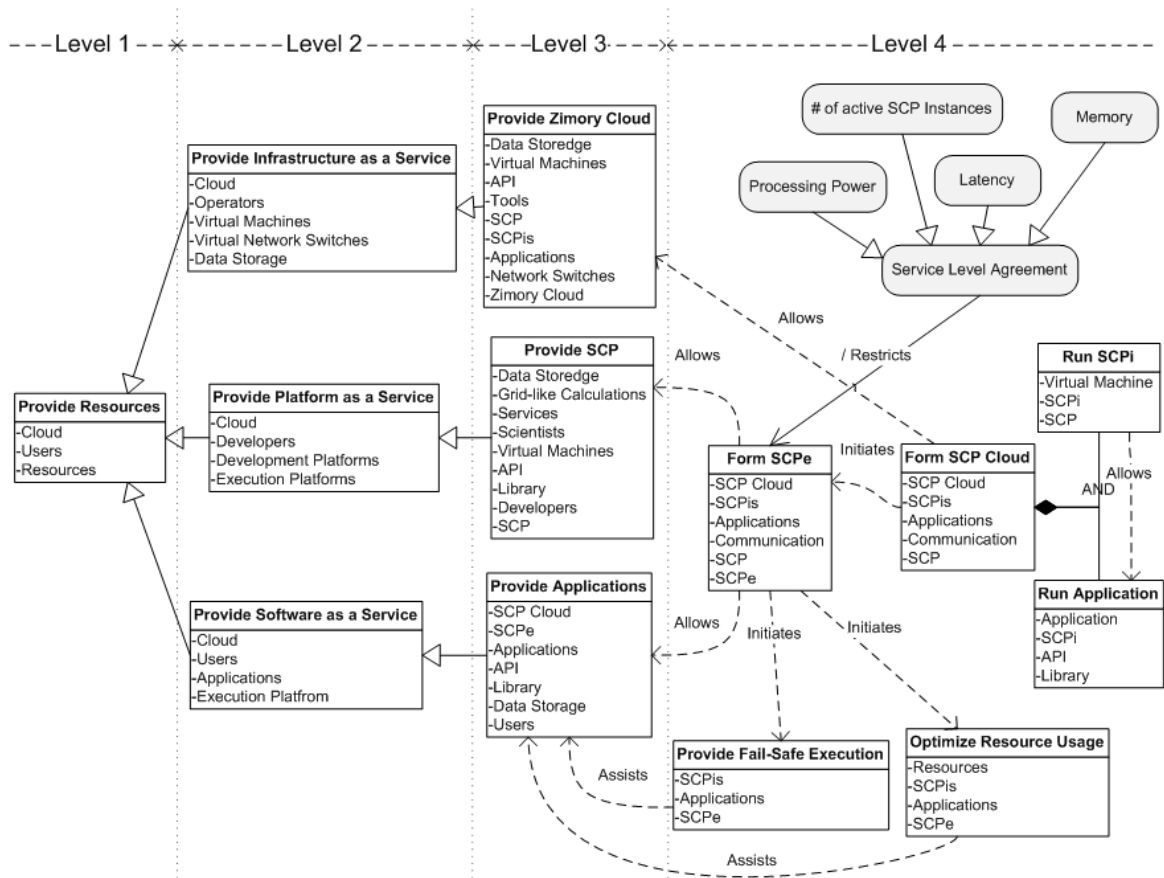 Level 1
Level 2
Level 3
Level 4
Provide Resources
-Cloud
-Users
-Resources
Provide Infrastructure as a Service
-Cloud
-Operators
-Virtual Machines
-Virtual Network Switches
-Data Storage
Provide Platform as a Service
-Cloud
-Developers
-Development Platforms
-Execution Platforms
Provide Software as a Service
-Cloud
-Users
-Applications
-Execution Platfrom
Provide Zimory Cloud
-Data Storedge
-Virtual Machines
-API
-Tools
-SCP
-SCPis
-Applications
-Network Switches
-Zimory Cloud
Provide SCP
-Data Storedge
-Grid-like Calculations
-Services
-Scientists
-Virtual Machines
-API
-Library
-Developers
-SCP
Provide Applications
-SCP Cloud
-SCPe
-Applications
-API
-Library
-Data Storage
-Users
# of active SCP Instances
Memory
Processing Power
Latency
Service Level Agreement
Allows
/ Restricts
Allows
Initiates
Form SCPe
-SCP Cloud
-SCPis
-Applications
-Communication
-SCP
-SCPe
Form SCP Cloud
-SCP Cloud
-SCPis
-Applications
-Communication
-SCP
Run SCPi
-Virtual Machine
-SCPi
-SCP
Allows
AND
Run Application
-Application
-SCPi
-API
-Library
Allows
Initiates
Initiates
Provide Fail-Safe Execution
-SCPis
-Applications
-SCPe
Optimize Resource Usage
-Resources
-SCPis
-Applications
-SCPe
Assists
Assists